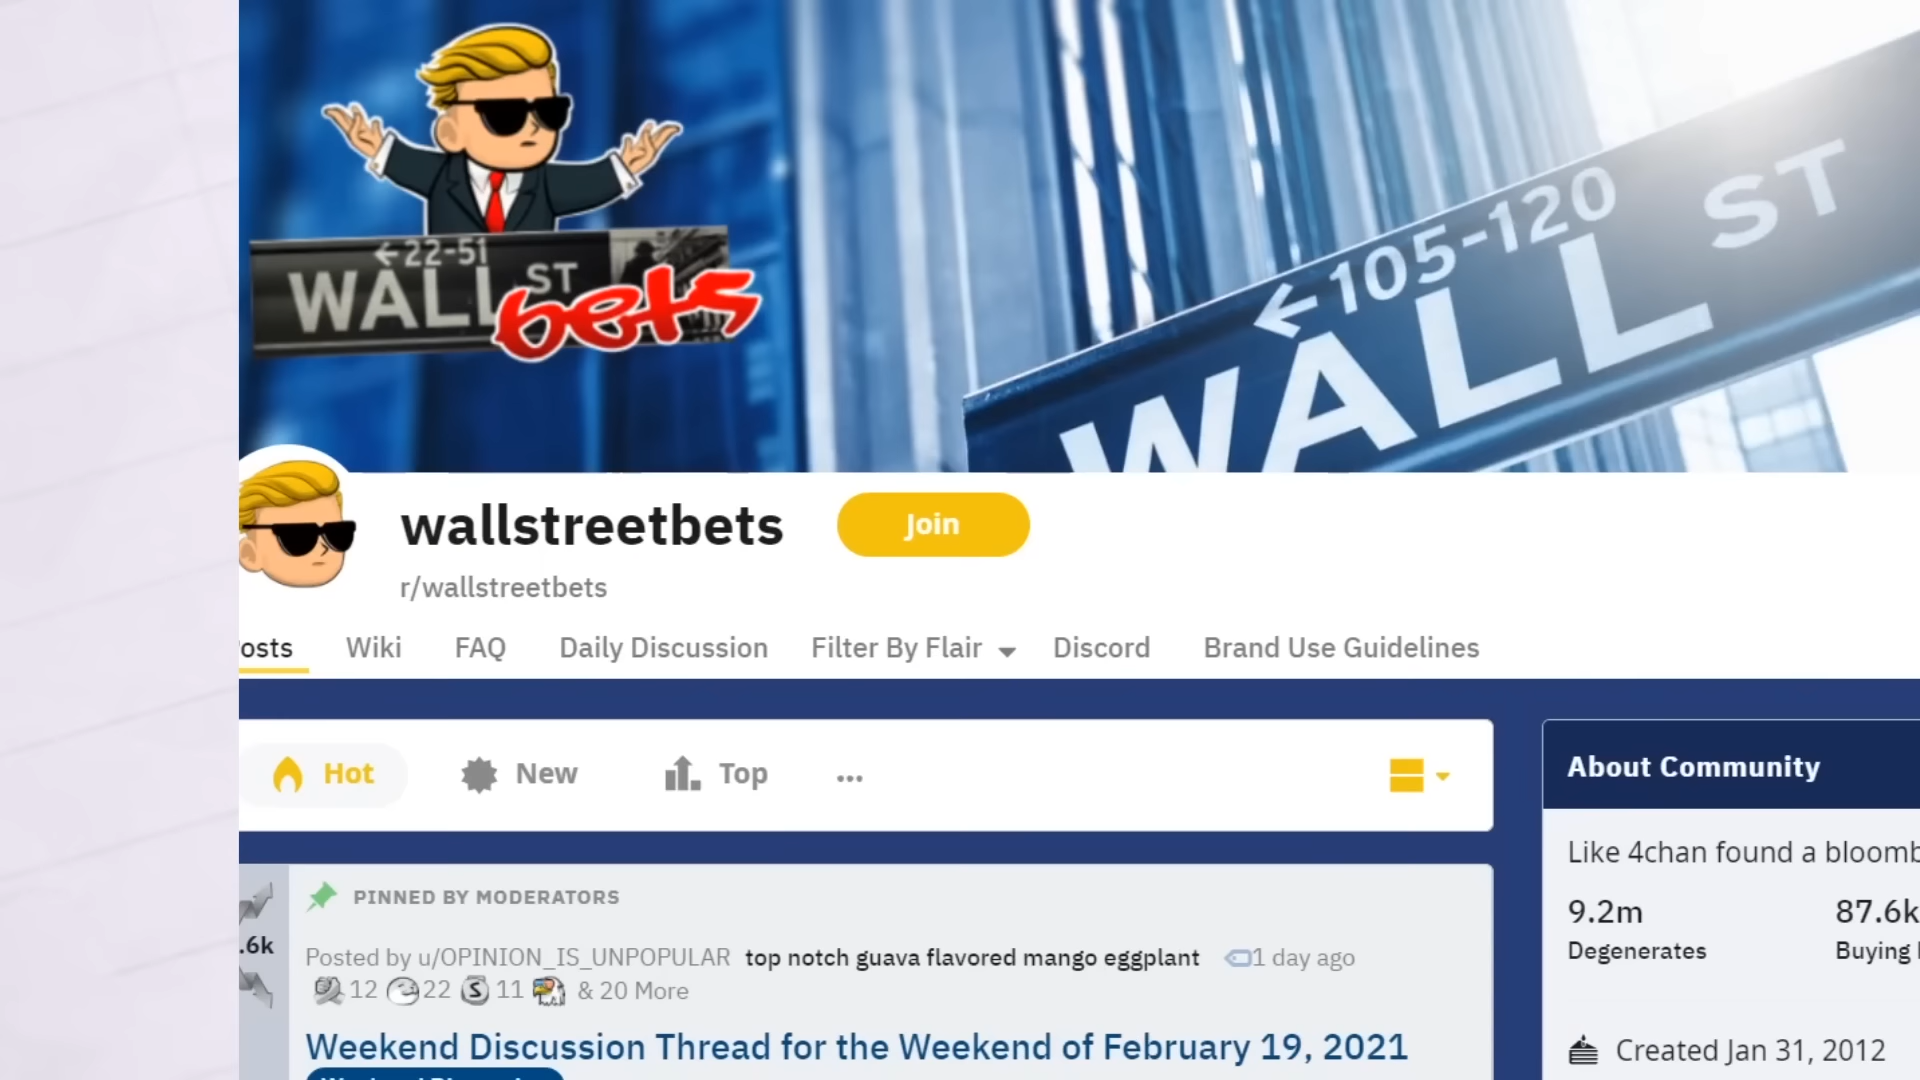 ←22-51
WALL ST
bets
←105-120
WALL ST
wallstreetbets
Join
r/wallstreetbets
osts
Wiki
FAQ
Daily Discussion
Filter By Flair
Discord
Brand Use Guidelines
Hot
New
Top
...
About Community
Like 4chan found a bloomb
9.2m
87.6k
Degenerates
Buying
Created Jan 31, 2012
.6k
PINNED BY MODERATORS
Posted by u/OPINION_IS_UNPOPULAR top notch guava flavored mango eggplant 1 day ago
12 22 11 & 20 More
Weekend Discussion Thread for the Weekend of February 19, 2021